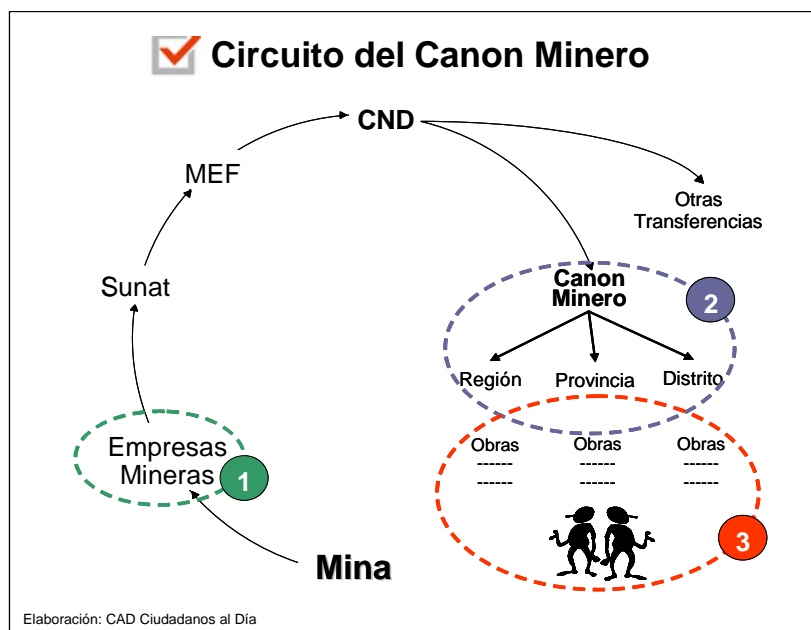 Circuito del Canon Minero
CND
MEF
Otras
Transferencias
Sunat
Canon
Minero
2
Región Provincia Distrito
Empresas
Mineras
1
Obras Obras Obras
------ ------ ------
------ ------ ------
3
Mina
Elaboración: CAD Ciudadanos al Día